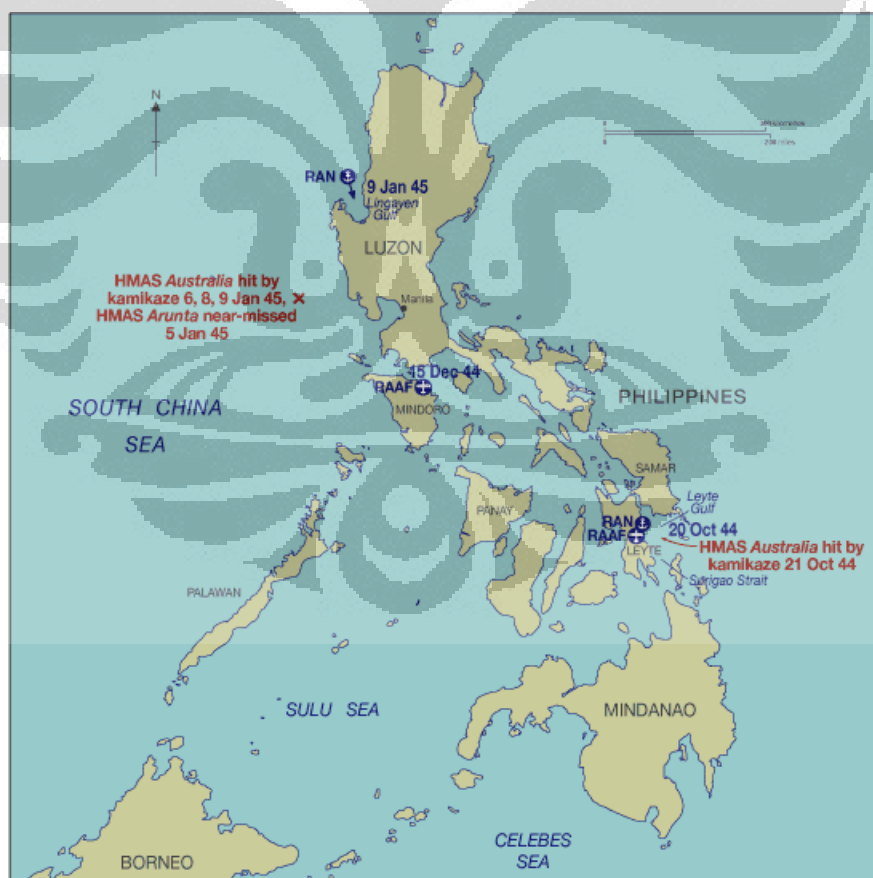 N
200 miles
RAN
9 Jan 45
Lingayen
Gulf
LUZON
HMAS Australia hit by
kamikaze 6, 8, 9 Jan 45,
HMAS Arunta near-missed
5 Jan 45
Manila
15 Dec 44
RAAF
MINDORO
PHILIPPINES
SOUTH CHINA
SEA
SAMAR
PANAY
Leyte
Gulf
RAN
20 Oct 44
RAAF
LEYTE
HMAS Australia hit by
kamikaze 21 Oct 44
Surigao Strait
PALAWAN
SULU SEA
MINDANAO
CELEBES
SEA
BORNEO